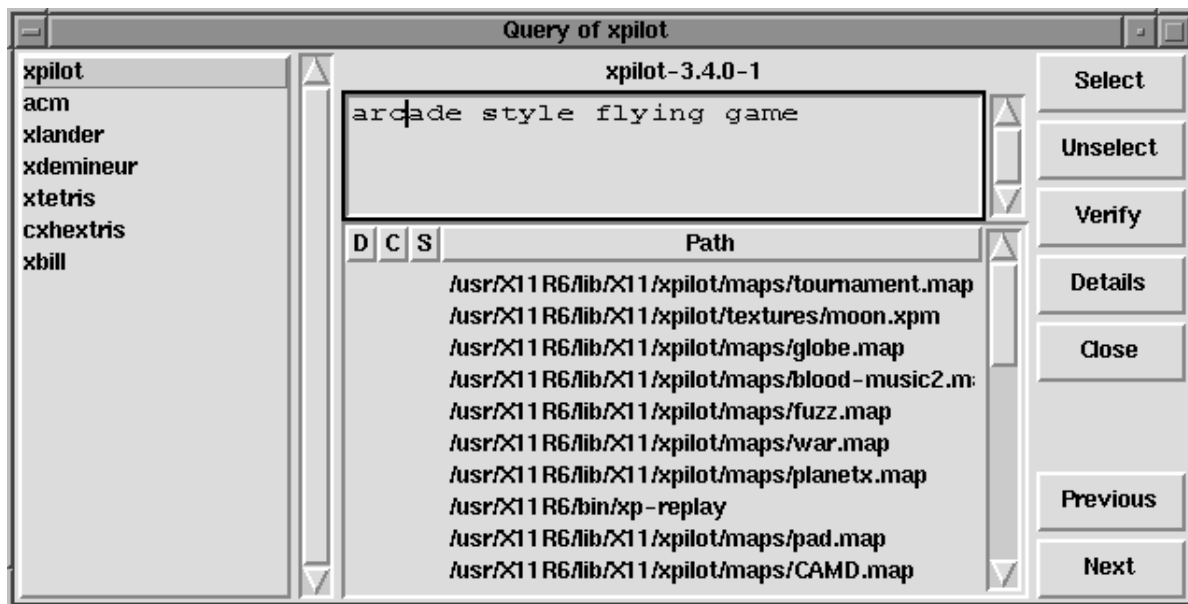 Query of xpilot
xpilot
acm
xlander
xdemineur
xtetris
cxhextris
xbill
xpilot-3.4.0-1
arcade style flying game
D C S Path
/usr/X11R6/lib/X11/xpilot/maps/tournament.map
/usr/X11R6/lib/X11/xpilot/textures/moon.xpm
/usr/X11R6/lib/X11/xpilot/maps/globe.map
/usr/X11R6/lib/X11/xpilot/maps/blood-music2.ma
/usr/X11R6/lib/X11/xpilot/maps/fuzz.map
/usr/X11R6/lib/X11/xpilot/maps/war.map
/usr/X11R6/lib/X11/xpilot/maps/planetx.map
/usr/X11R6/bin/xp-replay
/usr/X11R6/lib/X11/xpilot/maps/pad.map
/usr/X11R6/lib/X11/xpilot/maps/CAMD.map
Select
Unselect
Verify
Details
Close
Previous
Next